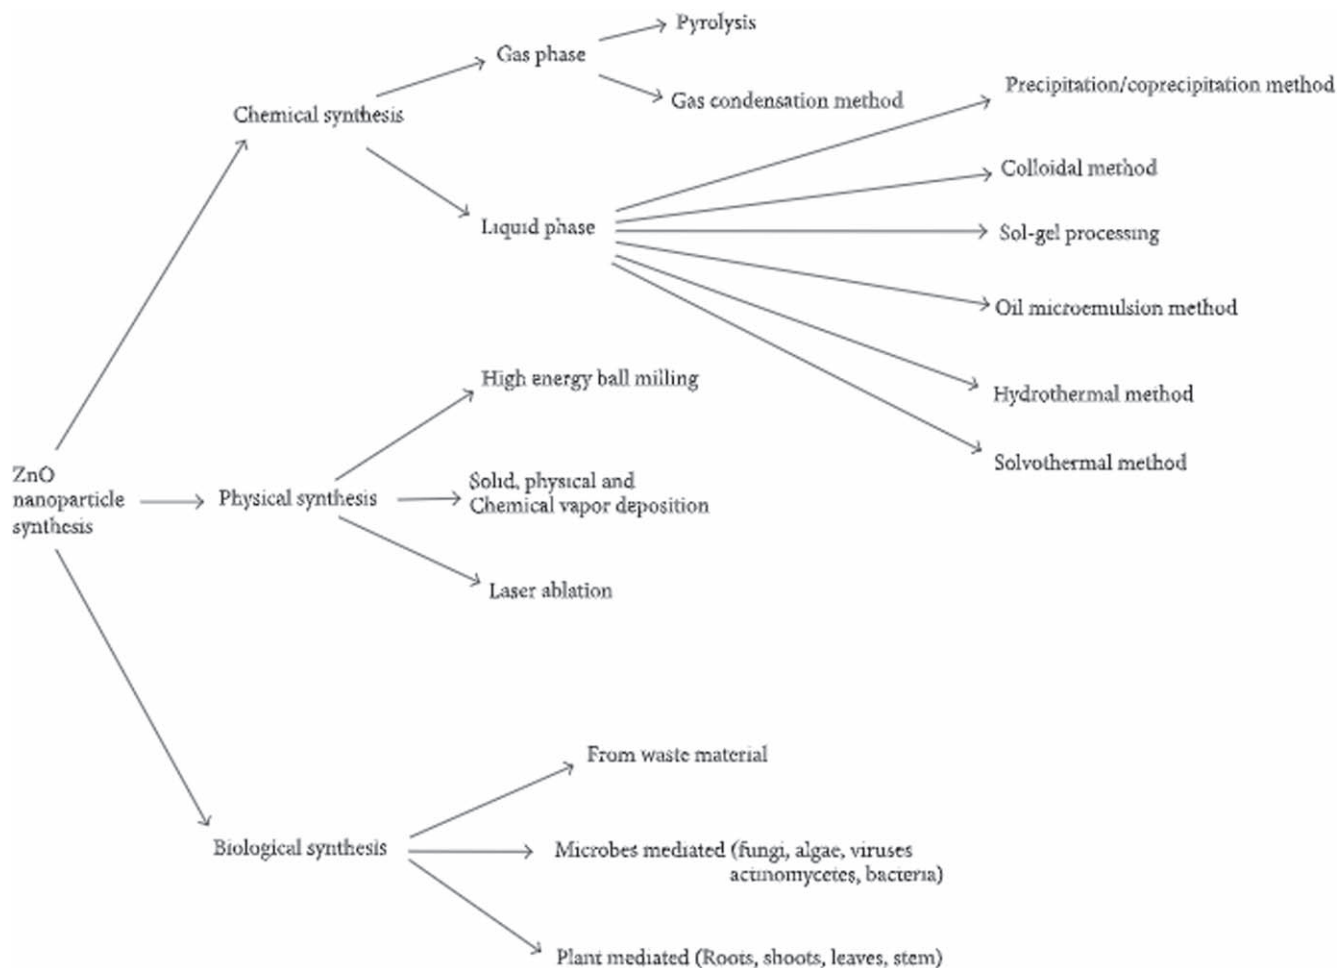 Pyrolysis
Gas phase
Precipitation/coprecipitation method
Gas condensation method
Chemical synthesis
Colloidal method
Liquid phase
Sol-gel processing
Oil microemulsion method
High energy ball milling
Hydrothermal method
Solvothermal method
ZnO
nanoparticle
synthesis
Physical synthesis
Solid, physical and
Chemical vapor deposition
Laser ablation
From waste material
Biological synthesis
Microbes mediated (fungi, algae, viruses
actinomycetes, bacteria)
Plant mediated (Roots, shoots, leaves, stem)